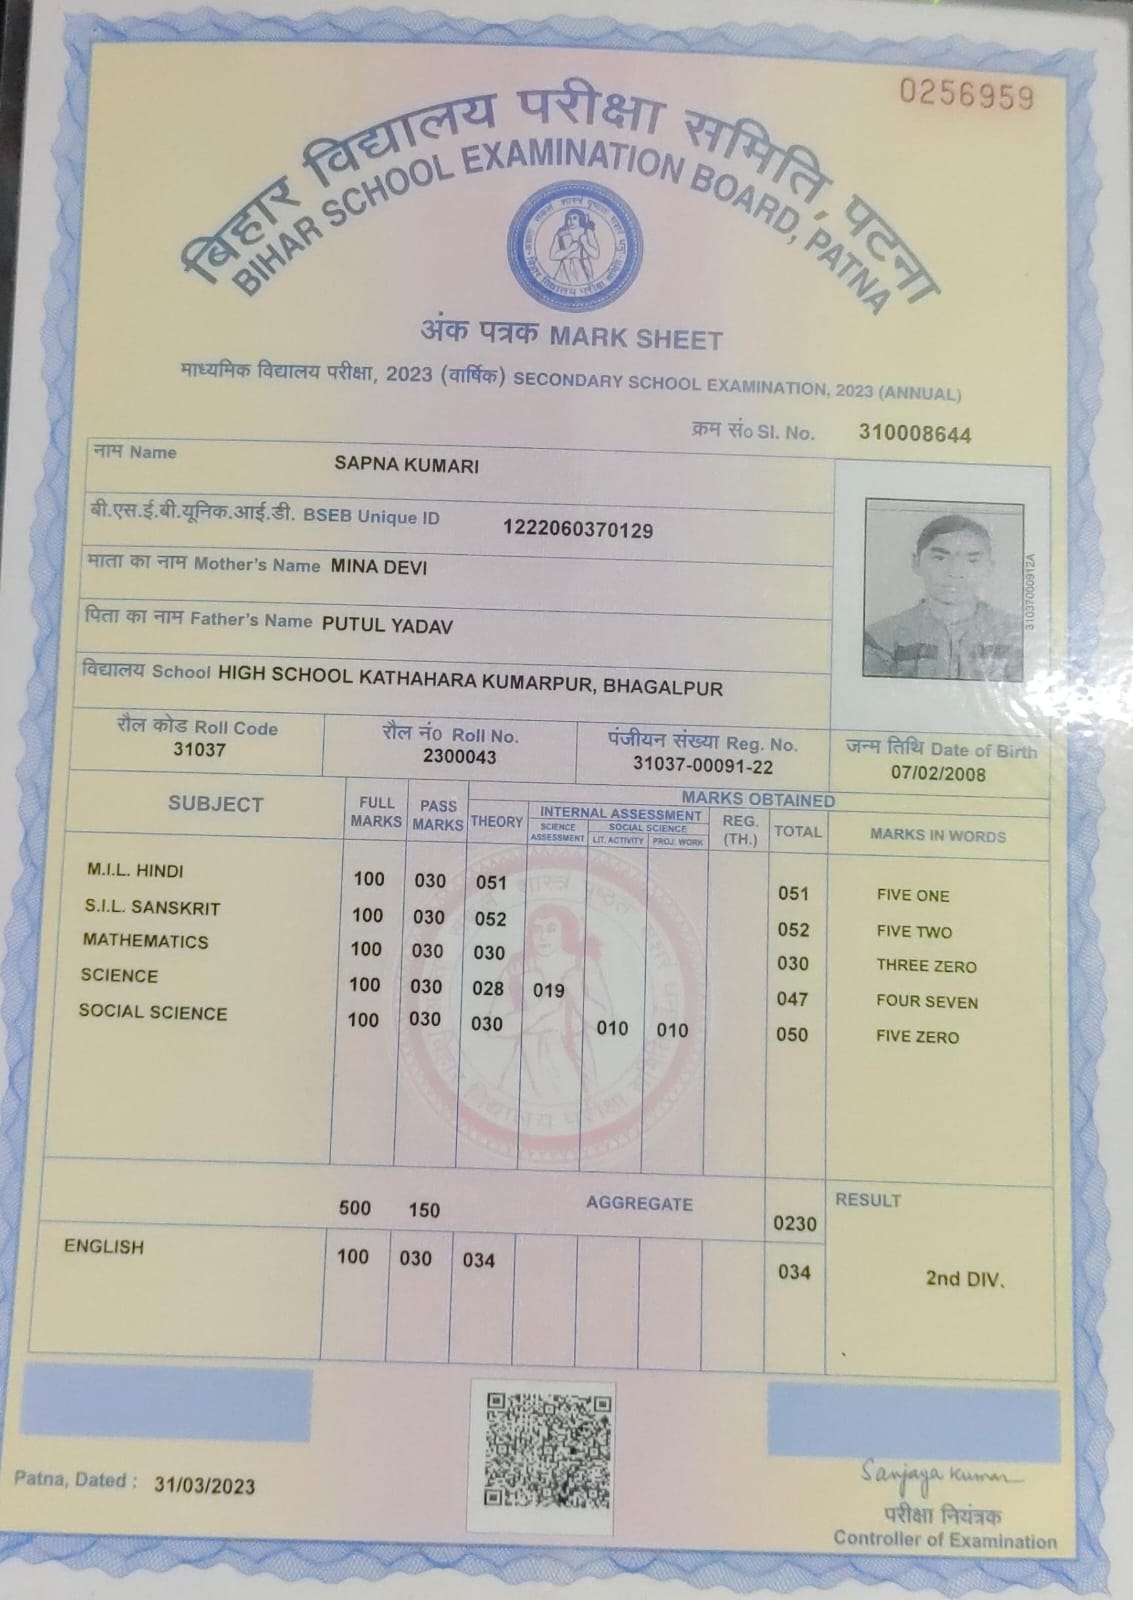 0256959
बिहार विद्यालय परीक्षा समिति, पटना
BIHAR SCHOOL EXAMINATION BOARD, PATNA
अंक पत्रक MARK SHEET
माध्यमिक विद्यालय परीक्षा, 2023 (वार्षिक) SECONDARY SCHOOL EXAMINATION, 2023 (ANNUAL)
क्रम सं० Sl. No. 310008644
नाम Name SAPNA KUMARI
बी.एस.ई.बी.यूनिक.आई.डी. BSEB Unique ID 1222060370129
माता का नाम Mother's Name MINA DEVI
पिता का नाम Father's Name PUTUL YADAV
विद्यालय School HIGH SCHOOL KATHAHARA KUMARPUR, BHAGALPUR
31037000912A
रौल कोड Roll Code रौल नं० Roll No. पंजीयन संख्या Reg. No. जन्म तिथि Date of Birth
31037 2300043 31037-00091-22 07/02/2008
SUBJECT FULL MARKS PASS MARKS MARKS OBTAINED
THEORY INTERNAL ASSESSMENT REG. (TH.) TOTAL MARKS IN WORDS
SCIENCE ASSESSMENT SOCIAL SCIENCE
LIT. ACTIVITY PROJ. WORK
M.I.L. HINDI 100 030 051 051 FIVE ONE
S.I.L. SANSKRIT 100 030 052 052 FIVE TWO
MATHEMATICS 100 030 030 030 THREE ZERO
SCIENCE 100 030 028 019 047 FOUR SEVEN
SOCIAL SCIENCE 100 030 030 010 010 050 FIVE ZERO
500 150 AGGREGATE 0230 RESULT
ENGLISH 100 030 034 034 2nd DIV.
Patna, Dated : 31/03/2023
Sanjaya Kumar
परीक्षा नियंत्रक
Controller of Examination